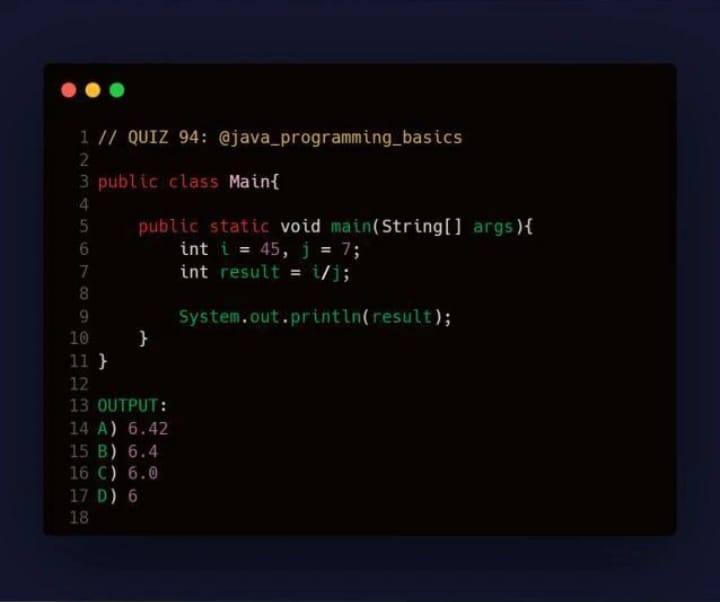 1 // QUIZ 94: @java_programming_basics
2
3 public class Main{
4
5     public static void main(String[] args){
6         int i = 45, j = 7;
7         int result = i/j;
8
9         System.out.println(result);
10     }
11 }
12
13 OUTPUT:
14 A) 6.42
15 B) 6.4
16 C) 6.0
17 D) 6
18